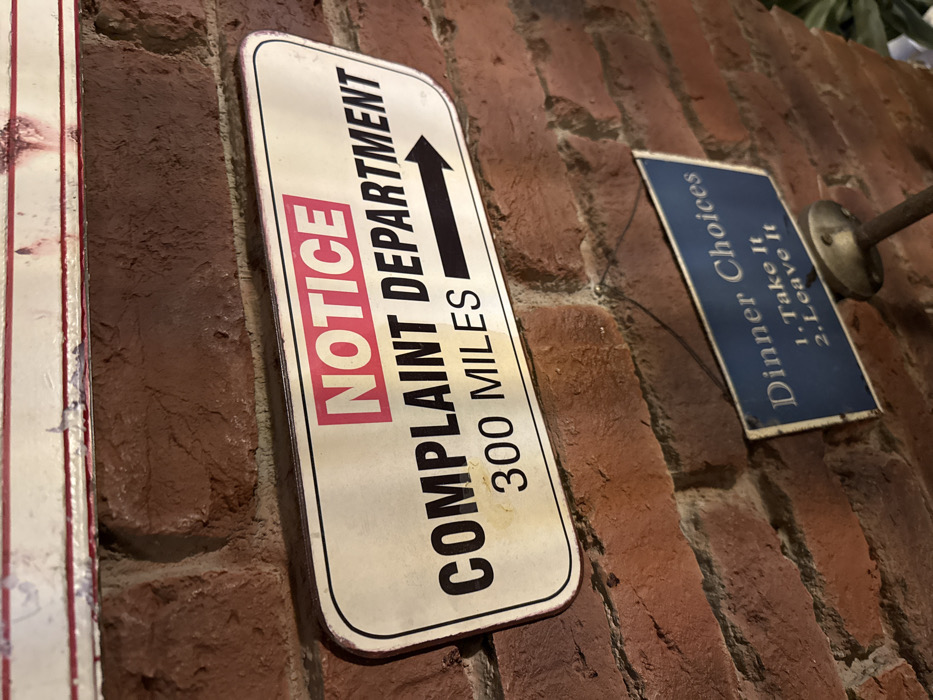 NOTICE
COMPLAINT DEPARTMENT
300 MILES
Dinner Choices
1. Take It
2. Leave It